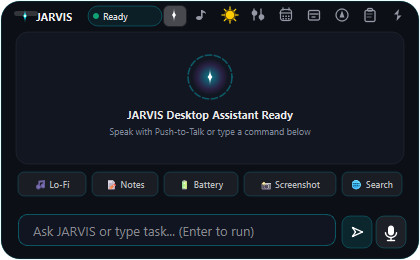 JARVIS
Ready
JARVIS Desktop Assistant Ready
Speak with Push-to-Talk or type a command below
Lo-Fi
Notes
Battery
Screenshot
Search
Ask JARVIS or type task... (Enter to run)